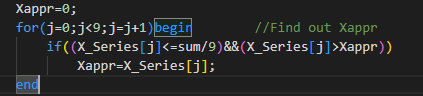 Xappr=0;
for(j=0;j<9;j=j+1)begin //Find out Xappr
if((X_Series[j]<=sum/9)&&(X_Series[j]>Xappr))
Xappr=X_Series[j];
end